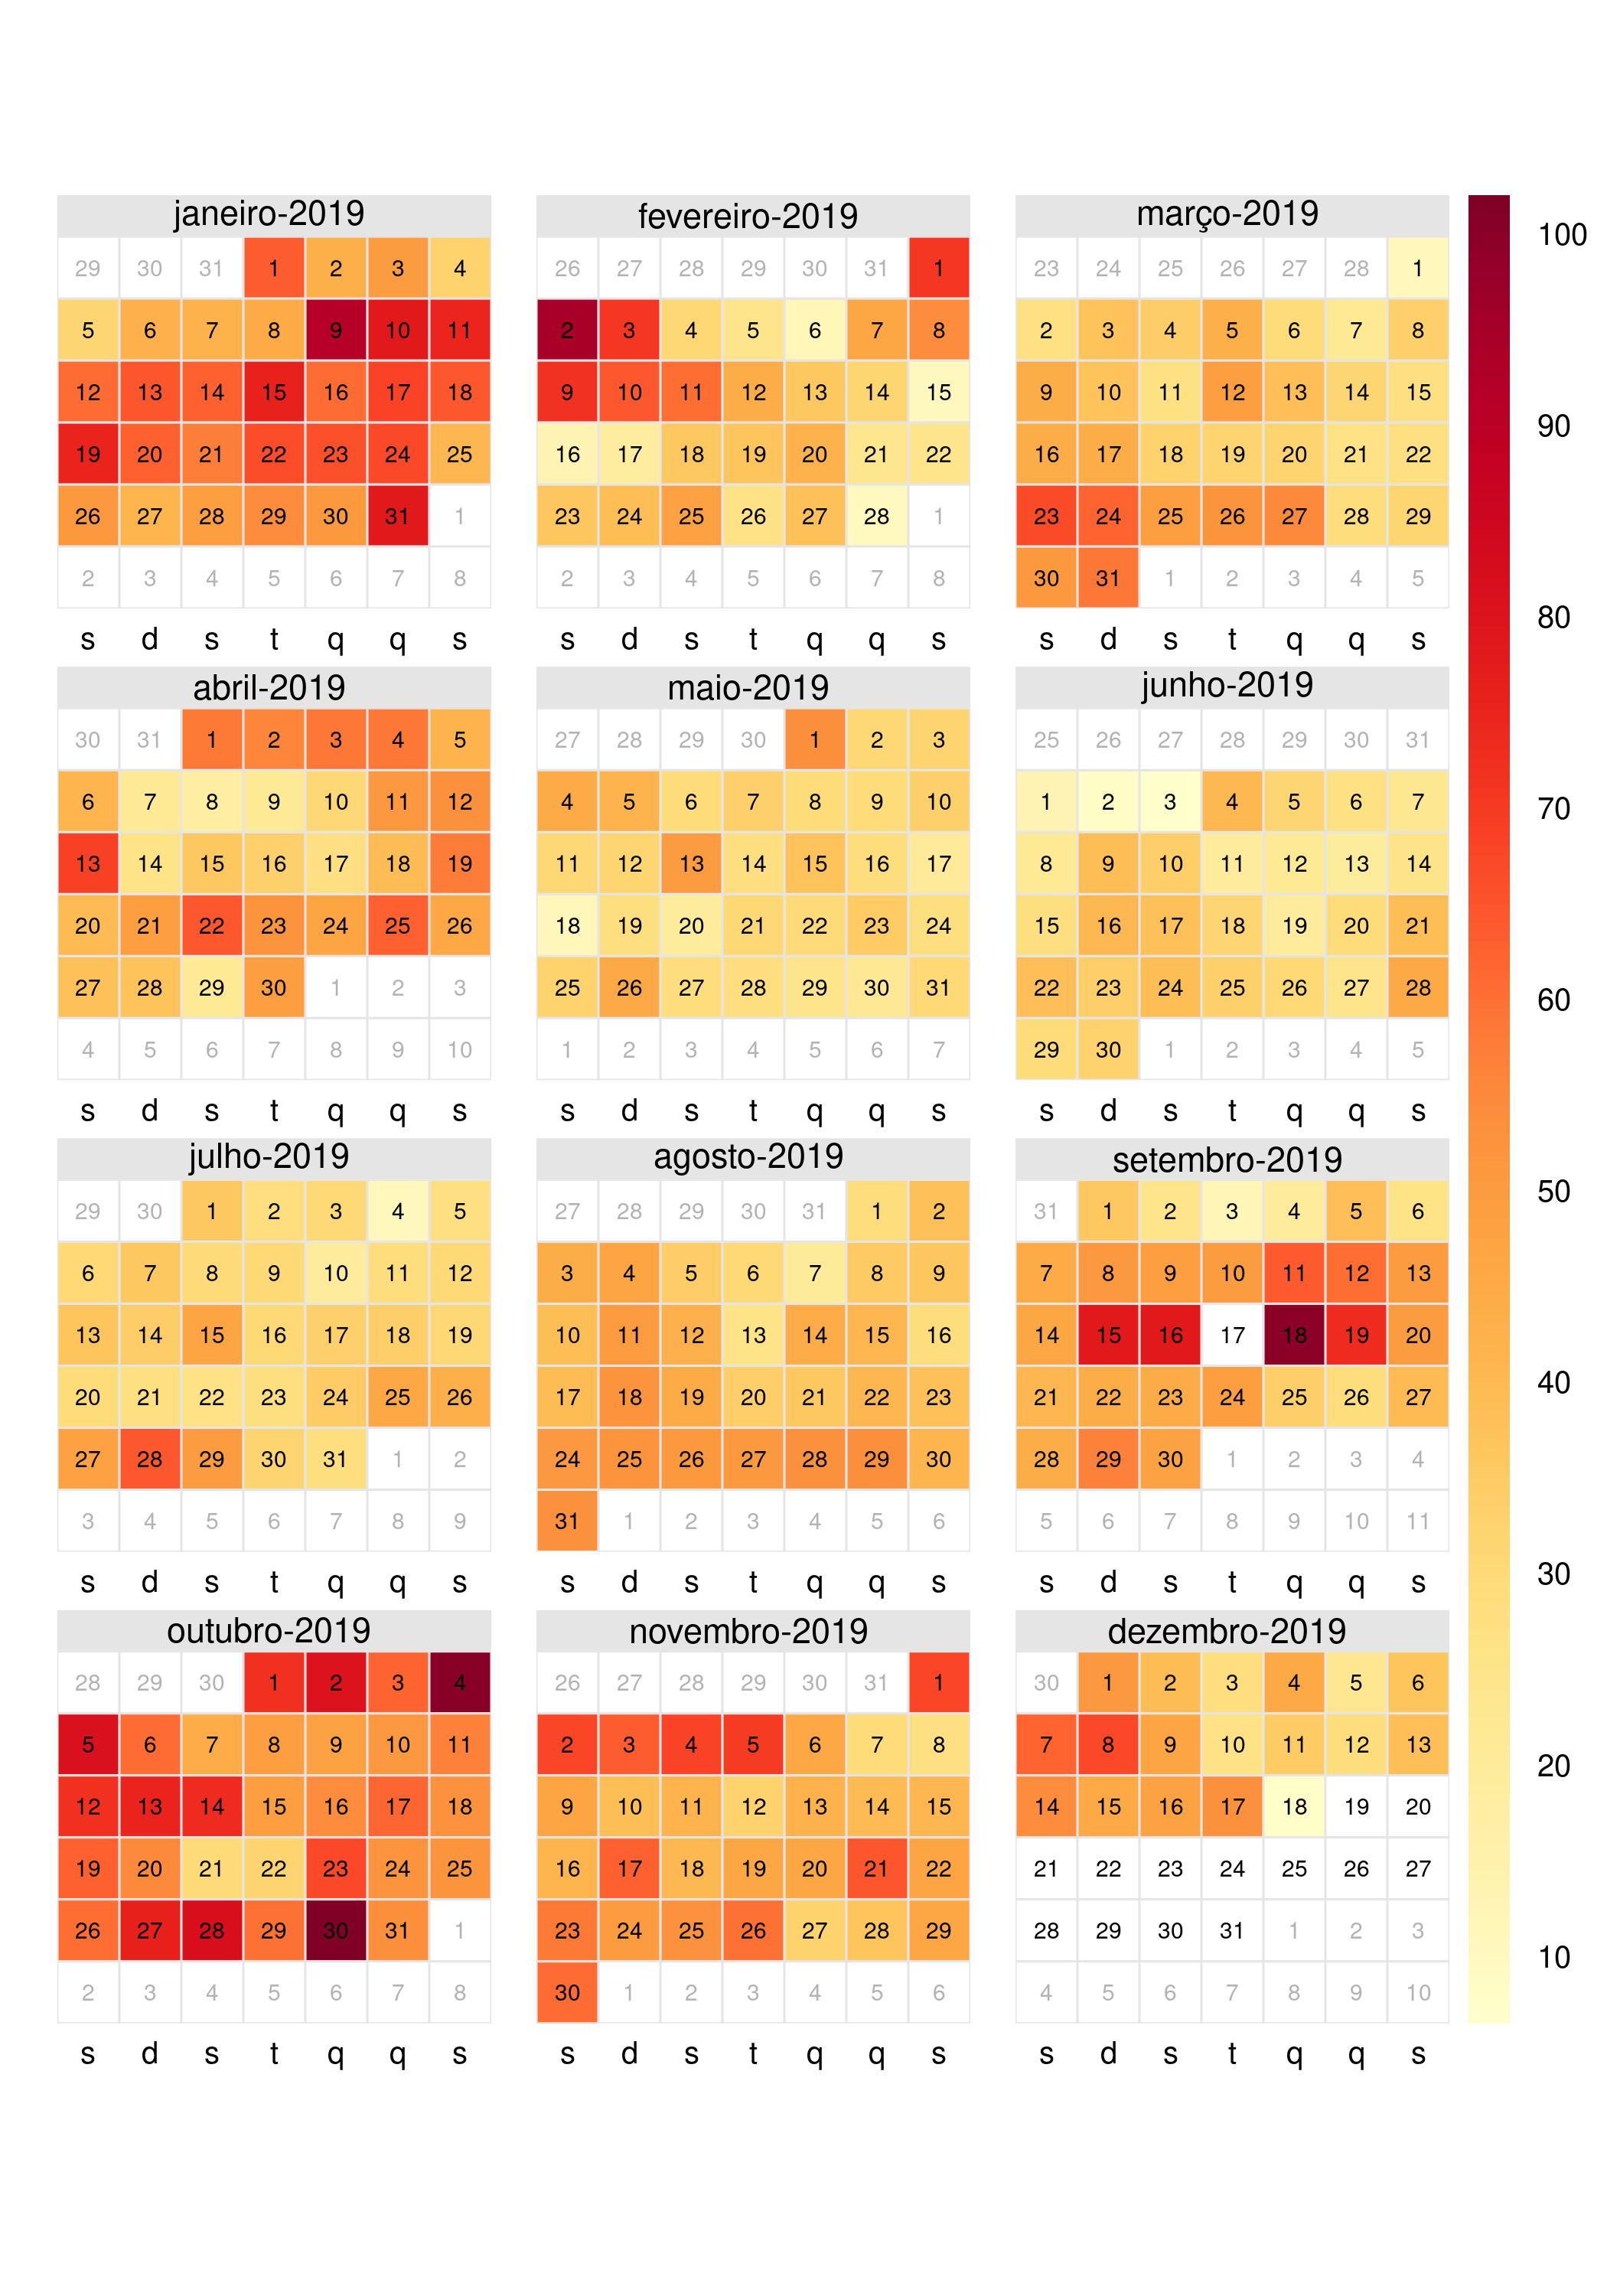 janeiro-2019 fevereiro-2019 março-2019
29 30 31 1 2 3 4 26 27 28 29 30 31 1 23 24 25 26 27 28 1 100
5 6 7 8 9 10 11 2 3 4 5 6 7 8 2 3 4 5 6 7 8
12 13 14 15 16 17 18 9 10 11 12 13 14 15 9 10 11 12 13 14 15
90
19 20 21 22 23 24 25 16 17 18 19 20 21 22 16 17 18 19 20 21 22
26 27 28 29 30 31 1 23 24 25 26 27 28 1 23 24 25 26 27 28 29
2 3 4 5 6 7 8 2 3 4 5 6 7 8 30 31 1 2 3 4 5
80
s d s t q q s s d s t q q s s d s t q q s
abril-2019 maio-2019 junho-2019
30 31 1 2 3 4 5 27 28 29 30 1 2 3 25 26 27 28 29 30 31
6 7 8 9 10 11 12 4 5 6 7 8 9 10 1 2 3 4 5 6 7 70
13 14 15 16 17 18 19 11 12 13 14 15 16 17 8 9 10 11 12 13 14
20 21 22 23 24 25 26 18 19 20 21 22 23 24 15 16 17 18 19 20 21
27 28 29 30 1 2 3 25 26 27 28 29 30 31 22 23 24 25 26 27 28 60
4 5 6 7 8 9 10 1 2 3 4 5 6 7 29 30 1 2 3 4 5
s d s t q q s s d s t q q s s d s t q q s
julho-2019 agosto-2019 setembro-2019
50
29 30 1 2 3 4 5 27 28 29 30 31 1 2 31 1 2 3 4 5 6
6 7 8 9 10 11 12 3 4 5 6 7 8 9 7 8 9 10 11 12 13
13 14 15 16 17 18 19 10 11 12 13 14 15 16 14 15 16 17 18 19 20
40
20 21 22 23 24 25 26 17 18 19 20 21 22 23 21 22 23 24 25 26 27
27 28 29 30 31 1 2 24 25 26 27 28 29 30 28 29 30 1 2 3 4
3 4 5 6 7 8 9 31 1 2 3 4 5 6 5 6 7 8 9 10 11
s d s t q q s s d s t q q s s d s t q q s 30
outubro-2019 novembro-2019 dezembro-2019
28 29 30 1 2 3 4 26 27 28 29 30 31 1 30 1 2 3 4 5 6
5 6 7 8 9 10 11 2 3 4 5 6 7 8 7 8 9 10 11 12 13
20
12 13 14 15 16 17 18 9 10 11 12 13 14 15 14 15 16 17 18 19 20
19 20 21 22 23 24 25 16 17 18 19 20 21 22 21 22 23 24 25 26 27
26 27 28 29 30 31 1 23 24 25 26 27 28 29 28 29 30 31 1 2 3
10
2 3 4 5 6 7 8 30 1 2 3 4 5 6 4 5 6 7 8 9 10
s d s t q q s s d s t q q s s d s t q q s